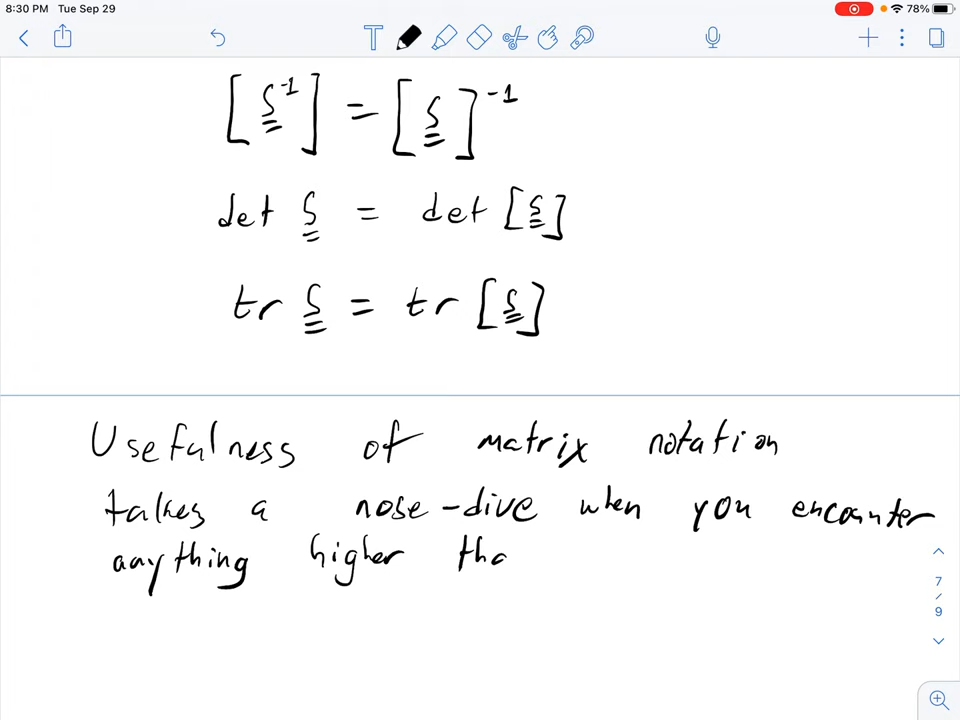 8:30 PM Tue Sep 29
78%
[S̳⁻¹] = [S̳]⁻¹
det S̳ = det [S̳]
tr S̳ = tr [S̳]
Usefulness of matrix notation
takes a nose-dive when you encounter
anything higher tha
7
/
9